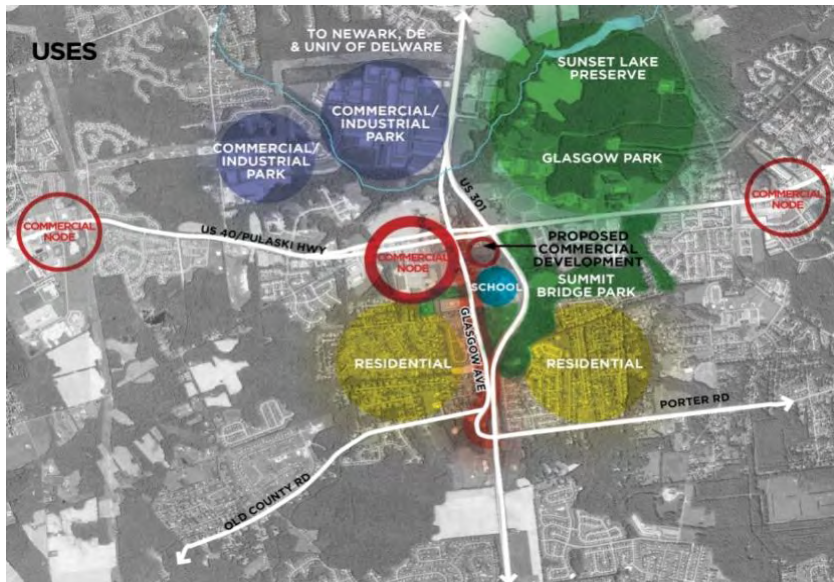 USES
TO NEWARK, DE
& UNIV OF DELWARE
SUNSET LAKE
PRESERVE
COMMERCIAL/
INDUSTRIAL
PARK
COMMERCIAL/
INDUSTRIAL
PARK
GLASGOW PARK
US 301
COMMERCIAL
NODE
COMMERCIAL
NODE
US 40/PULASKI HWY
PROPOSED
COMMERCIAL
DEVELOPMENT
COMMERCIAL
NODE
SCHOOL
SUMMIT
BRIDGE PARK
GLASGOW AVE
RESIDENTIAL
RESIDENTIAL
PORTER RD
OLD COUNTY RD